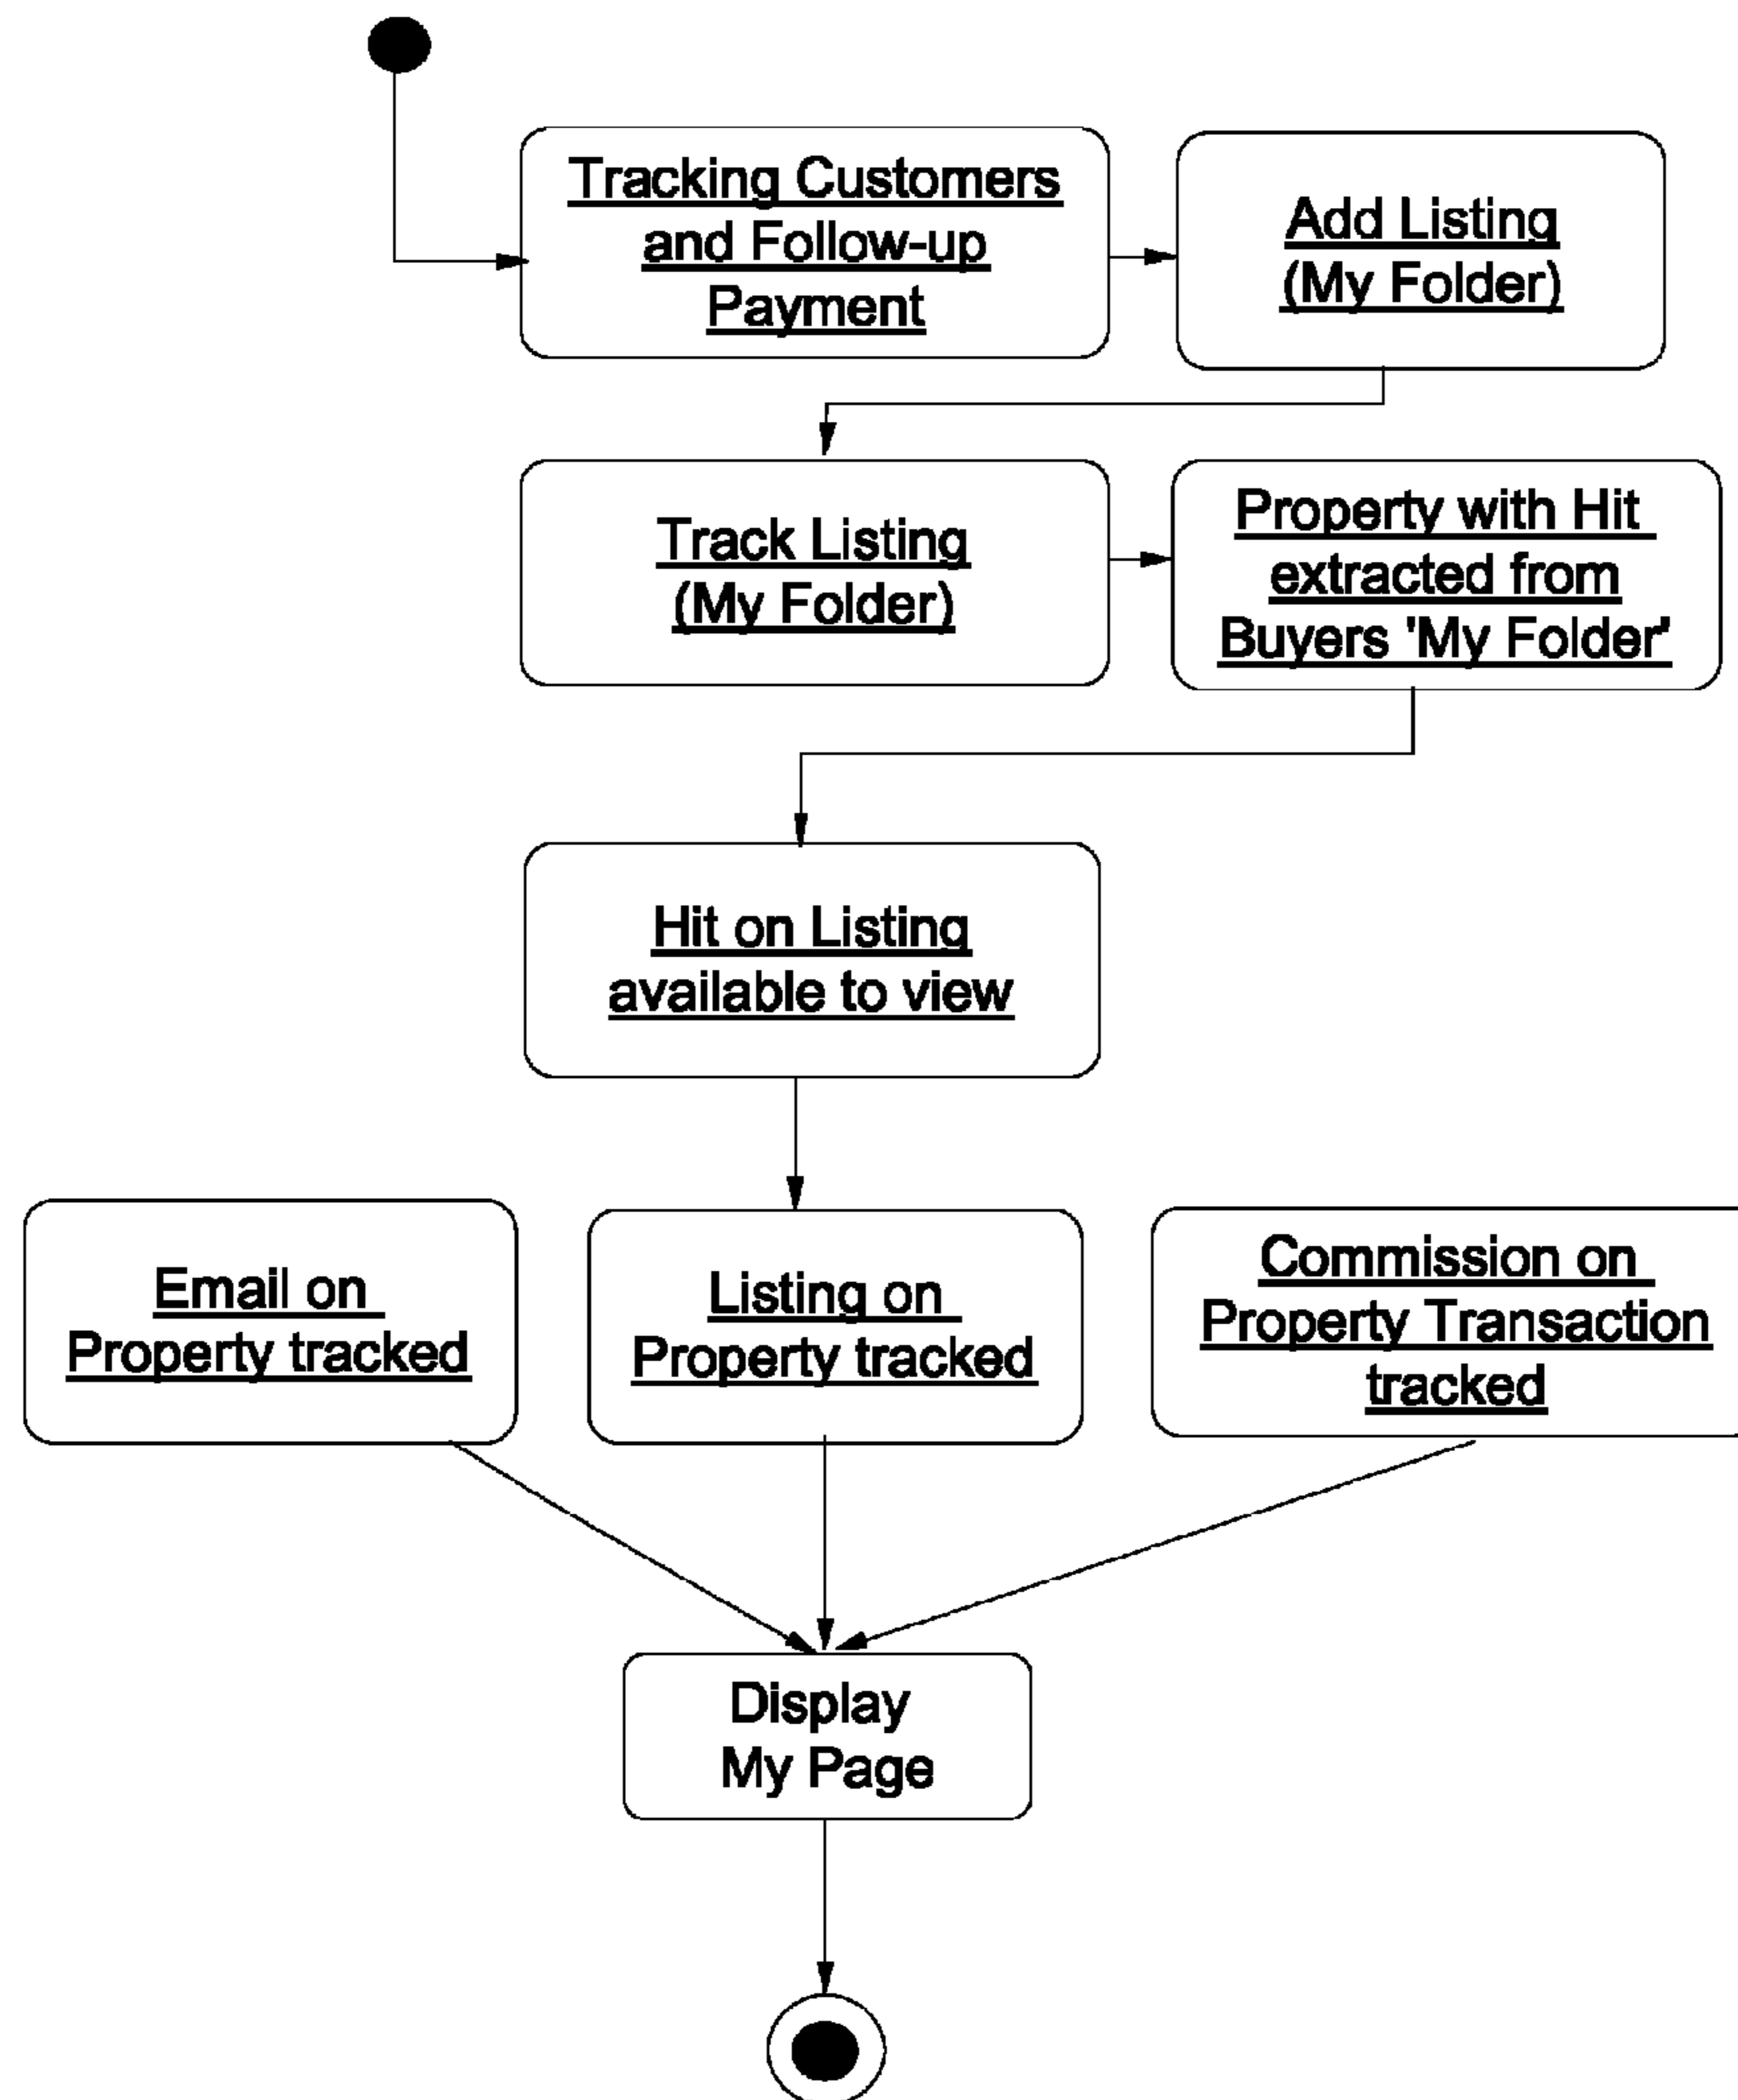 Tracking Customers
and Follow-up
Payment
Add Listing
(My Folder)
Track Listing
(My Folder)
Property with Hit
extracted from
Buyers 'My Folder'
Hit on Listing
available to view
Email on
Property tracked
Listing on
Property tracked
Commission on
Property Transaction
tracked
Display
My Page